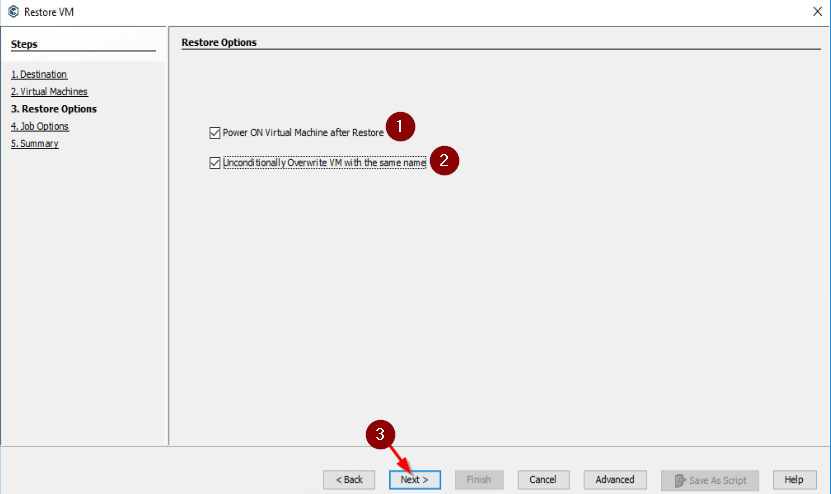 Restore VM
Steps
1. Destination
2. Virtual Machines
3. Restore Options
4. Job Options
5. Summary
Restore Options
Power ON Virtual Machine after Restore
1
Unconditionally Overwrite VM with the same name
2
3
< Back
Next >
Finish
Cancel
Advanced
Save As Script
Help